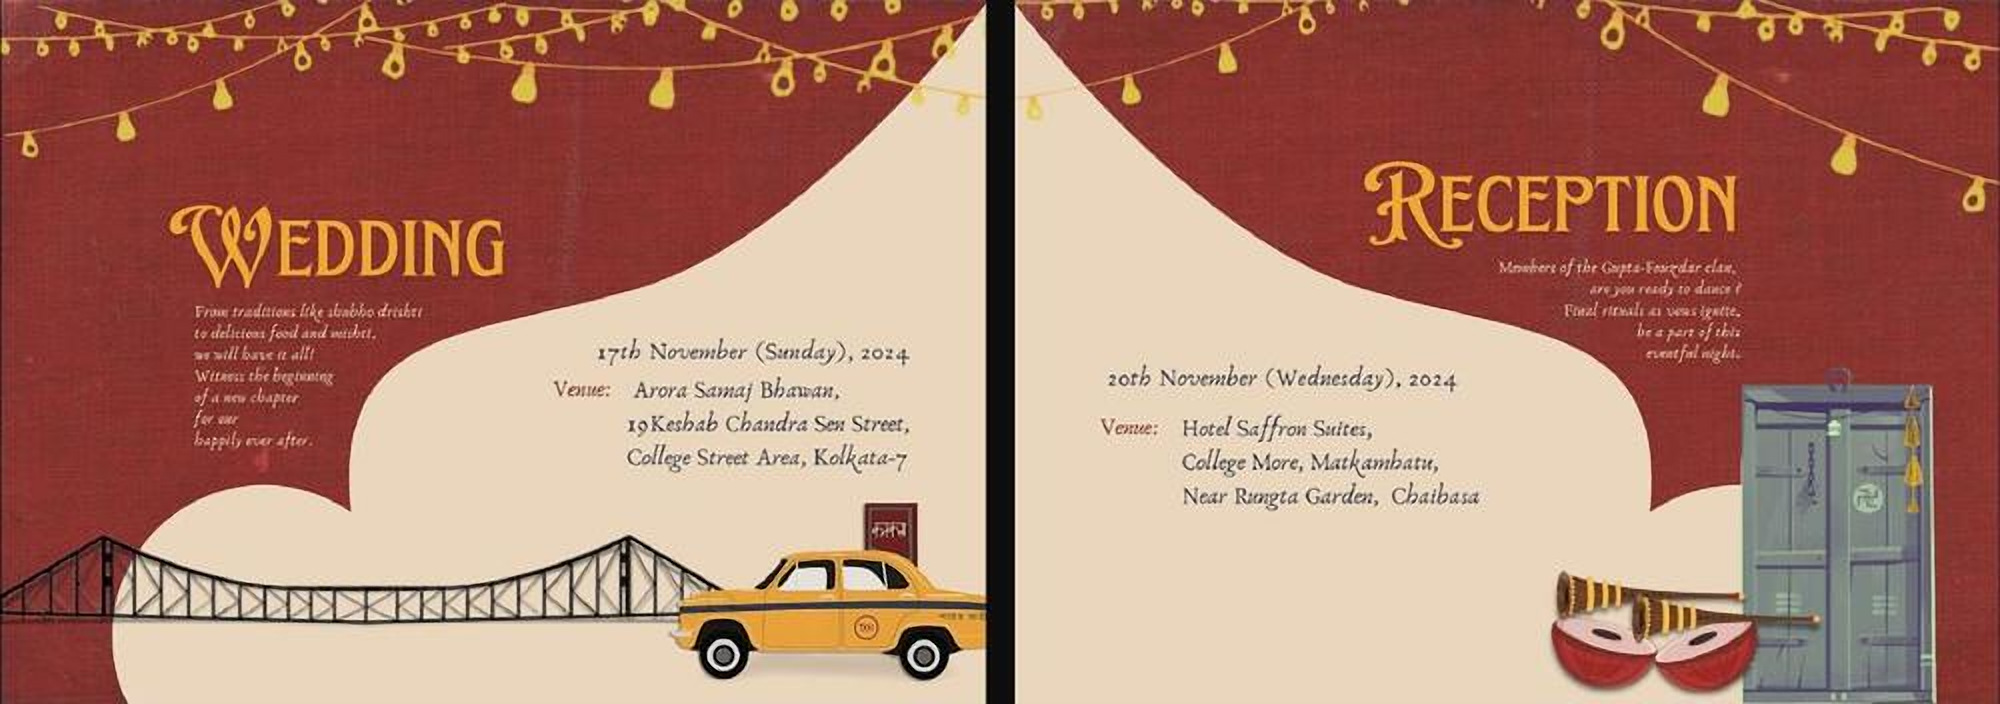 WEDDING
From traditions like shubho drishti
to delicious food and mishti,
we will have it all!
Witness the beginning
of a new chapter
for our
happily ever after.
17th November (Sunday), 2024
Venue: Arora Samaj Bhawan,
19 Keshab Chandra Sen Street,
College Street Area, Kolkata-7
RECEPTION
Members of the Gupta-Fouzdar clan,
are you ready to dance?
Final rituals as vows ignite,
be a part of this
eventful night.
20th November (Wednesday), 2024
Venue: Hotel Saffron Suites,
College More, Matkambatu,
Near Rungta Garden, Chaibasa